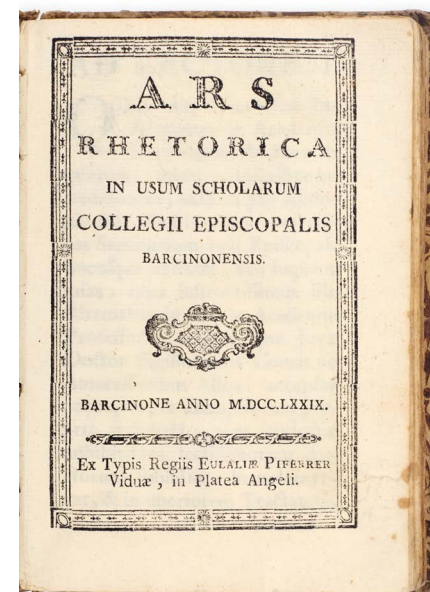 ARS
RHETORICA
IN USUM SCHOLARUM
COLLEGII EPISCOPALIS
BARCINONENSIS.
BARCINONE ANNO M.DCC.LXXIX.
Ex Typis Regiis EULALIÆ PIFERRER
Viduæ, in Platea Angeli.